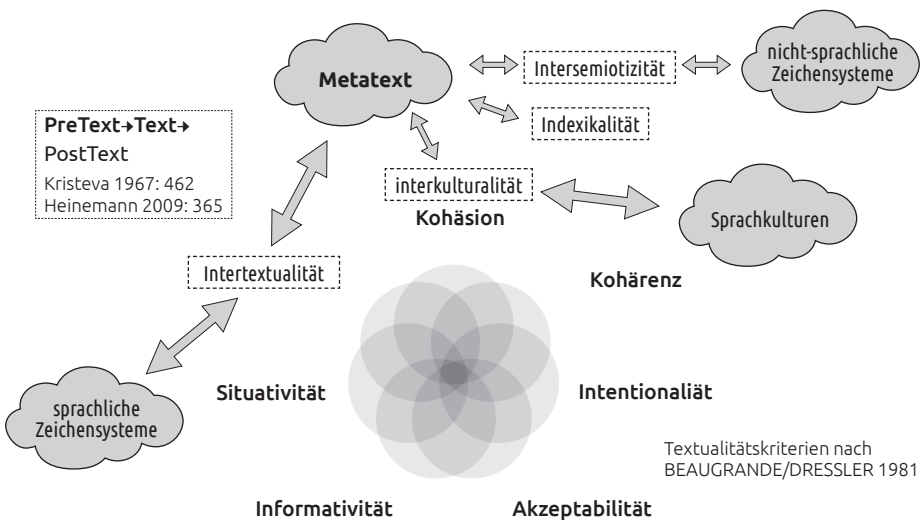 Metatext
Intersemiotizität
nicht-sprachliche
Zeichensysteme
Indexikalität
PreText→Text→
PostText
Kristeva 1967: 462
Heinemann 2009: 365
interkulturalität
Kohäsion
Sprachkulturen
Intertextualität
Kohärenz
Situativität
Intentionaliät
sprachliche
Zeichensysteme
Textualitätskriterien nach
BEAUGRANDE/DRESSLER 1981
Informativität
Akzeptabilität